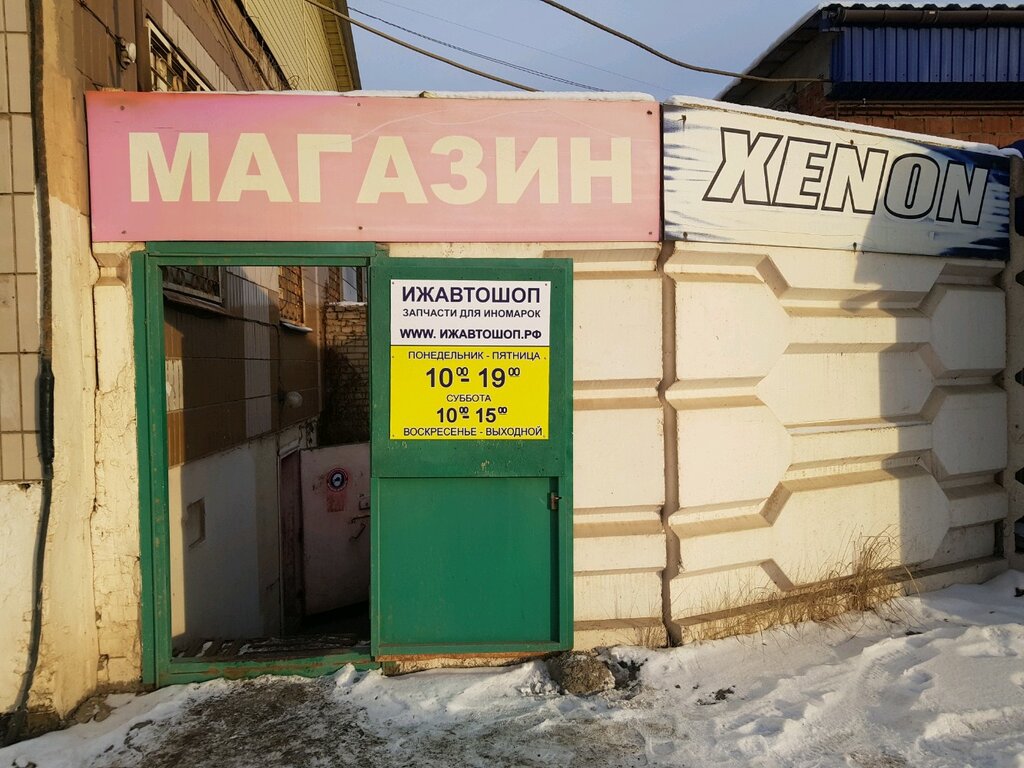 МАГАЗИН
XENON
ИЖАВТОШОП
ЗАПЧАСТИ ДЛЯ ИНОМАРОК
WWW. ИЖАВТОШОП.РФ
ПОНЕДЕЛЬНИК - ПЯТНИЦА
10⁰⁰- 19⁰⁰
СУББОТА
10⁰⁰- 15⁰⁰
ВОСКРЕСЕНЬЕ - ВЫХОДНОЙ